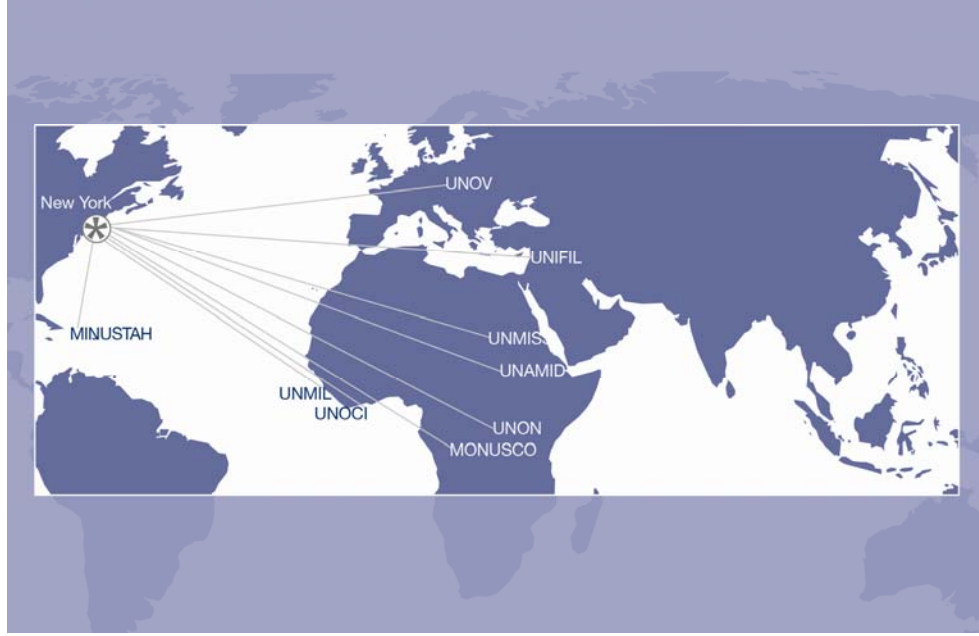 UNOV
New York
UNIFIL
MINUSTAH
UNMISS
UNAMID
UNMIL
UNOCI
UNON
MONUSCO